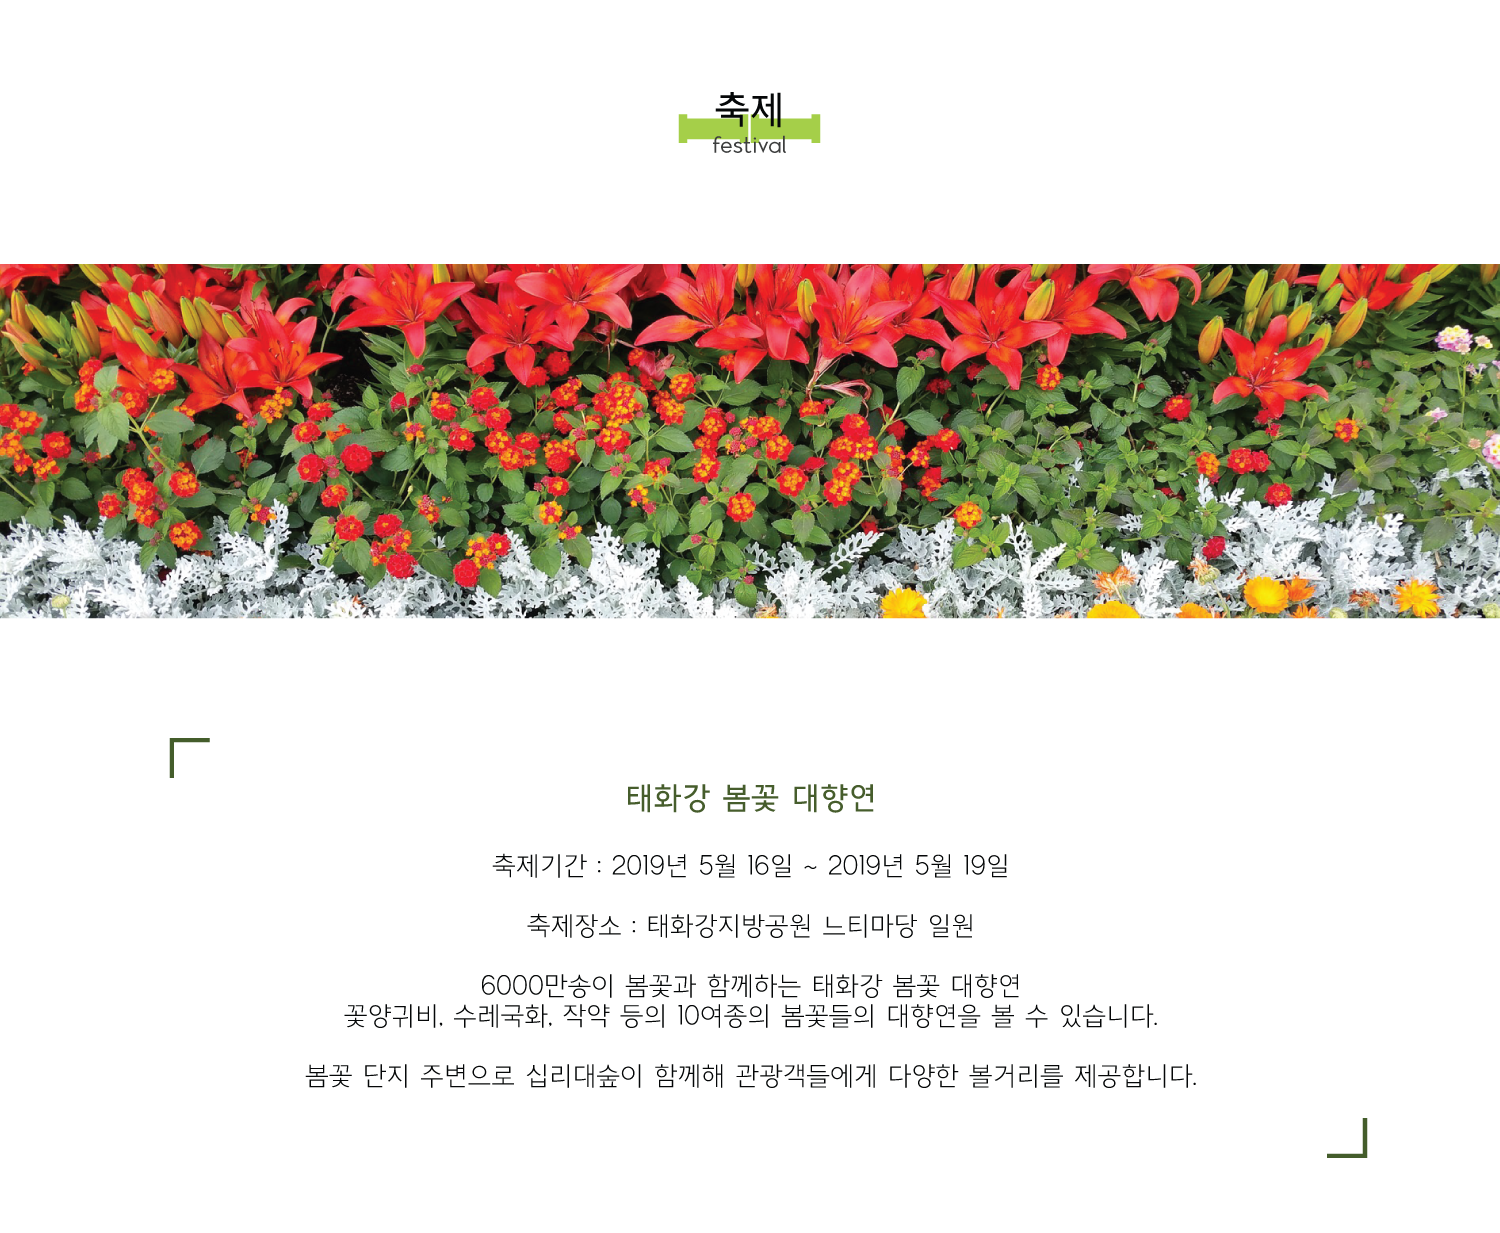 축제
festival
태화강 봄꽃 대향연
축제기간 : 2019년 5월 16일 ~ 2019년 5월 19일
축제장소 : 태화강지방공원 느티마당 일원
6000만송이 봄꽃과 함께하는 태화강 봄꽃 대향연
꽃양귀비, 수레국화, 작약 등의 10여종의 봄꽃들의 대향연을 볼 수 있습니다.
봄꽃 단지 주변으로 십리대숲이 함께해 관광객들에게 다양한 볼거리를 제공합니다.